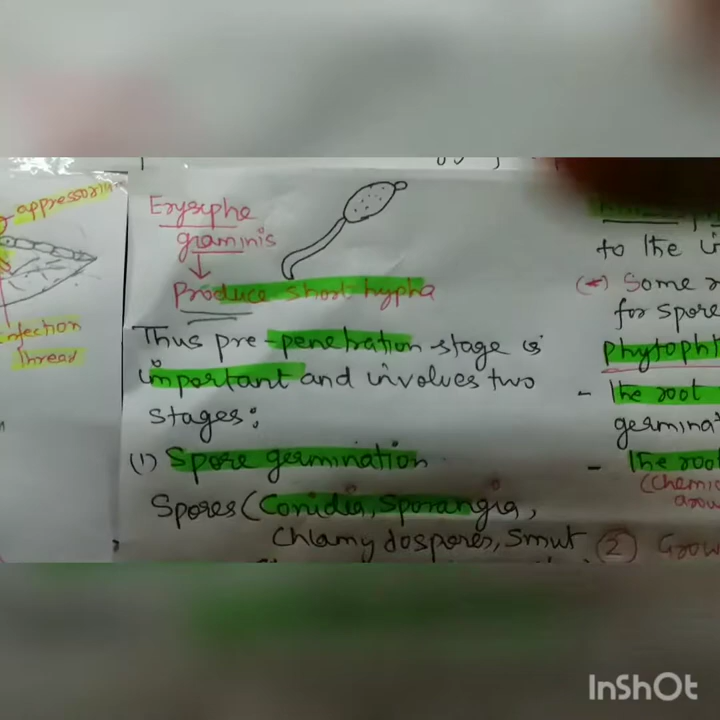 appressoria
infection
thread
Erysiphe
graminis
Produce short hypha
Thus pre-penetration stage is
important and involves two
stages:
(1) Spore germination
Spores (Conidia, Sporangia,
Chlamydospores, Smut
to the
(*) Some
for spore
phytopht
- The root
germinat
- The root
(chemic
arou
② Grow
InShOt